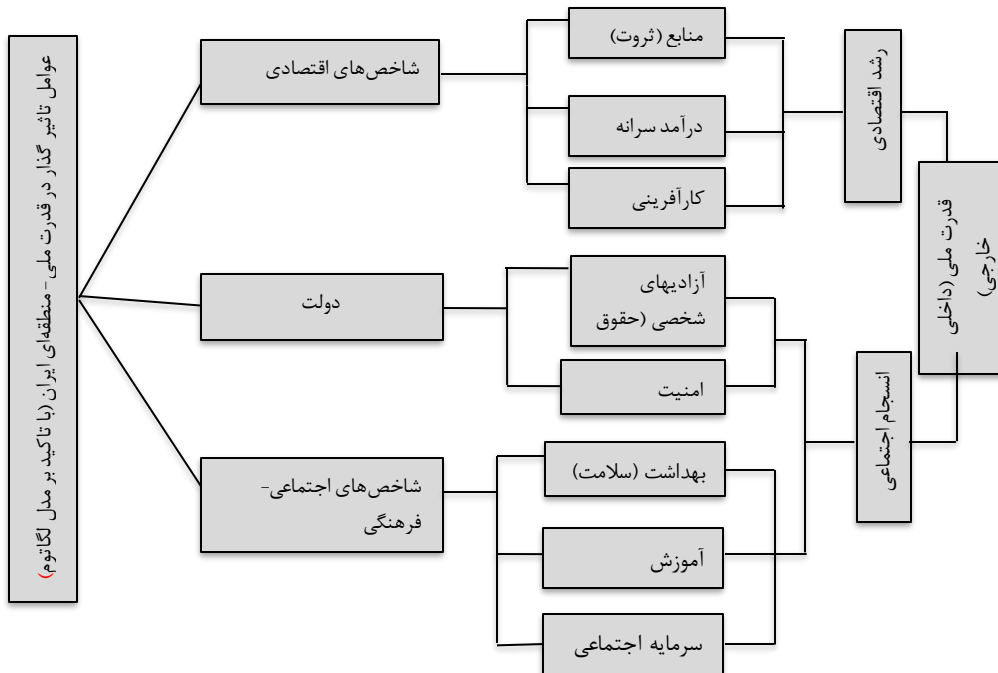 عوامل تاثیر گذار در قدرت ملی - منطقه‌ای ایران (با تاکید بر مدل لگاتوم)
شاخص‌های اقتصادی
دولت
شاخص‌های اجتماعی-
فرهنگی
منابع (ثروت)
درآمد سرانه
کارآفرینی
آزادیهای
شخصی (حقوق
امنیت
بهداشت (سلامت)
آموزش
سرمایه اجتماعی
رشد اقتصادی
انسجام اجتماعی
قدرت ملی (داخلی
خارجی)